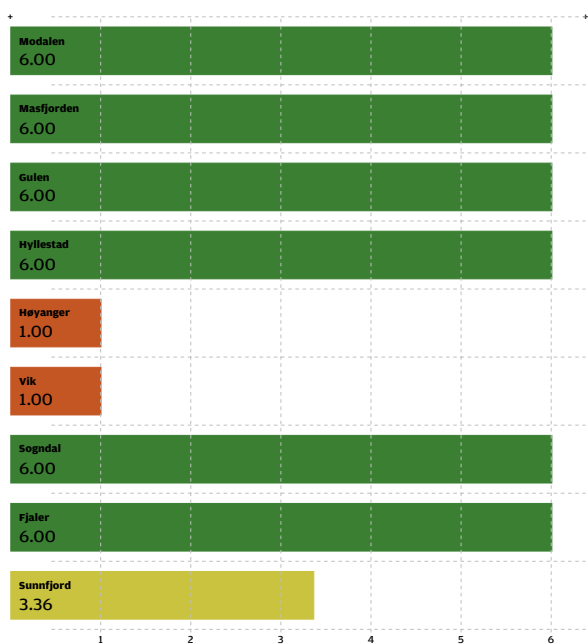 Modalen
6.00
Masfjorden
6.00
Gulen
6.00
Hyllestad
6.00
Høyanger
1.00
Vik
1.00
Sogndal
6.00
Fjaler
6.00
Sunnfjord
3.36
1 2 3 4 5 6